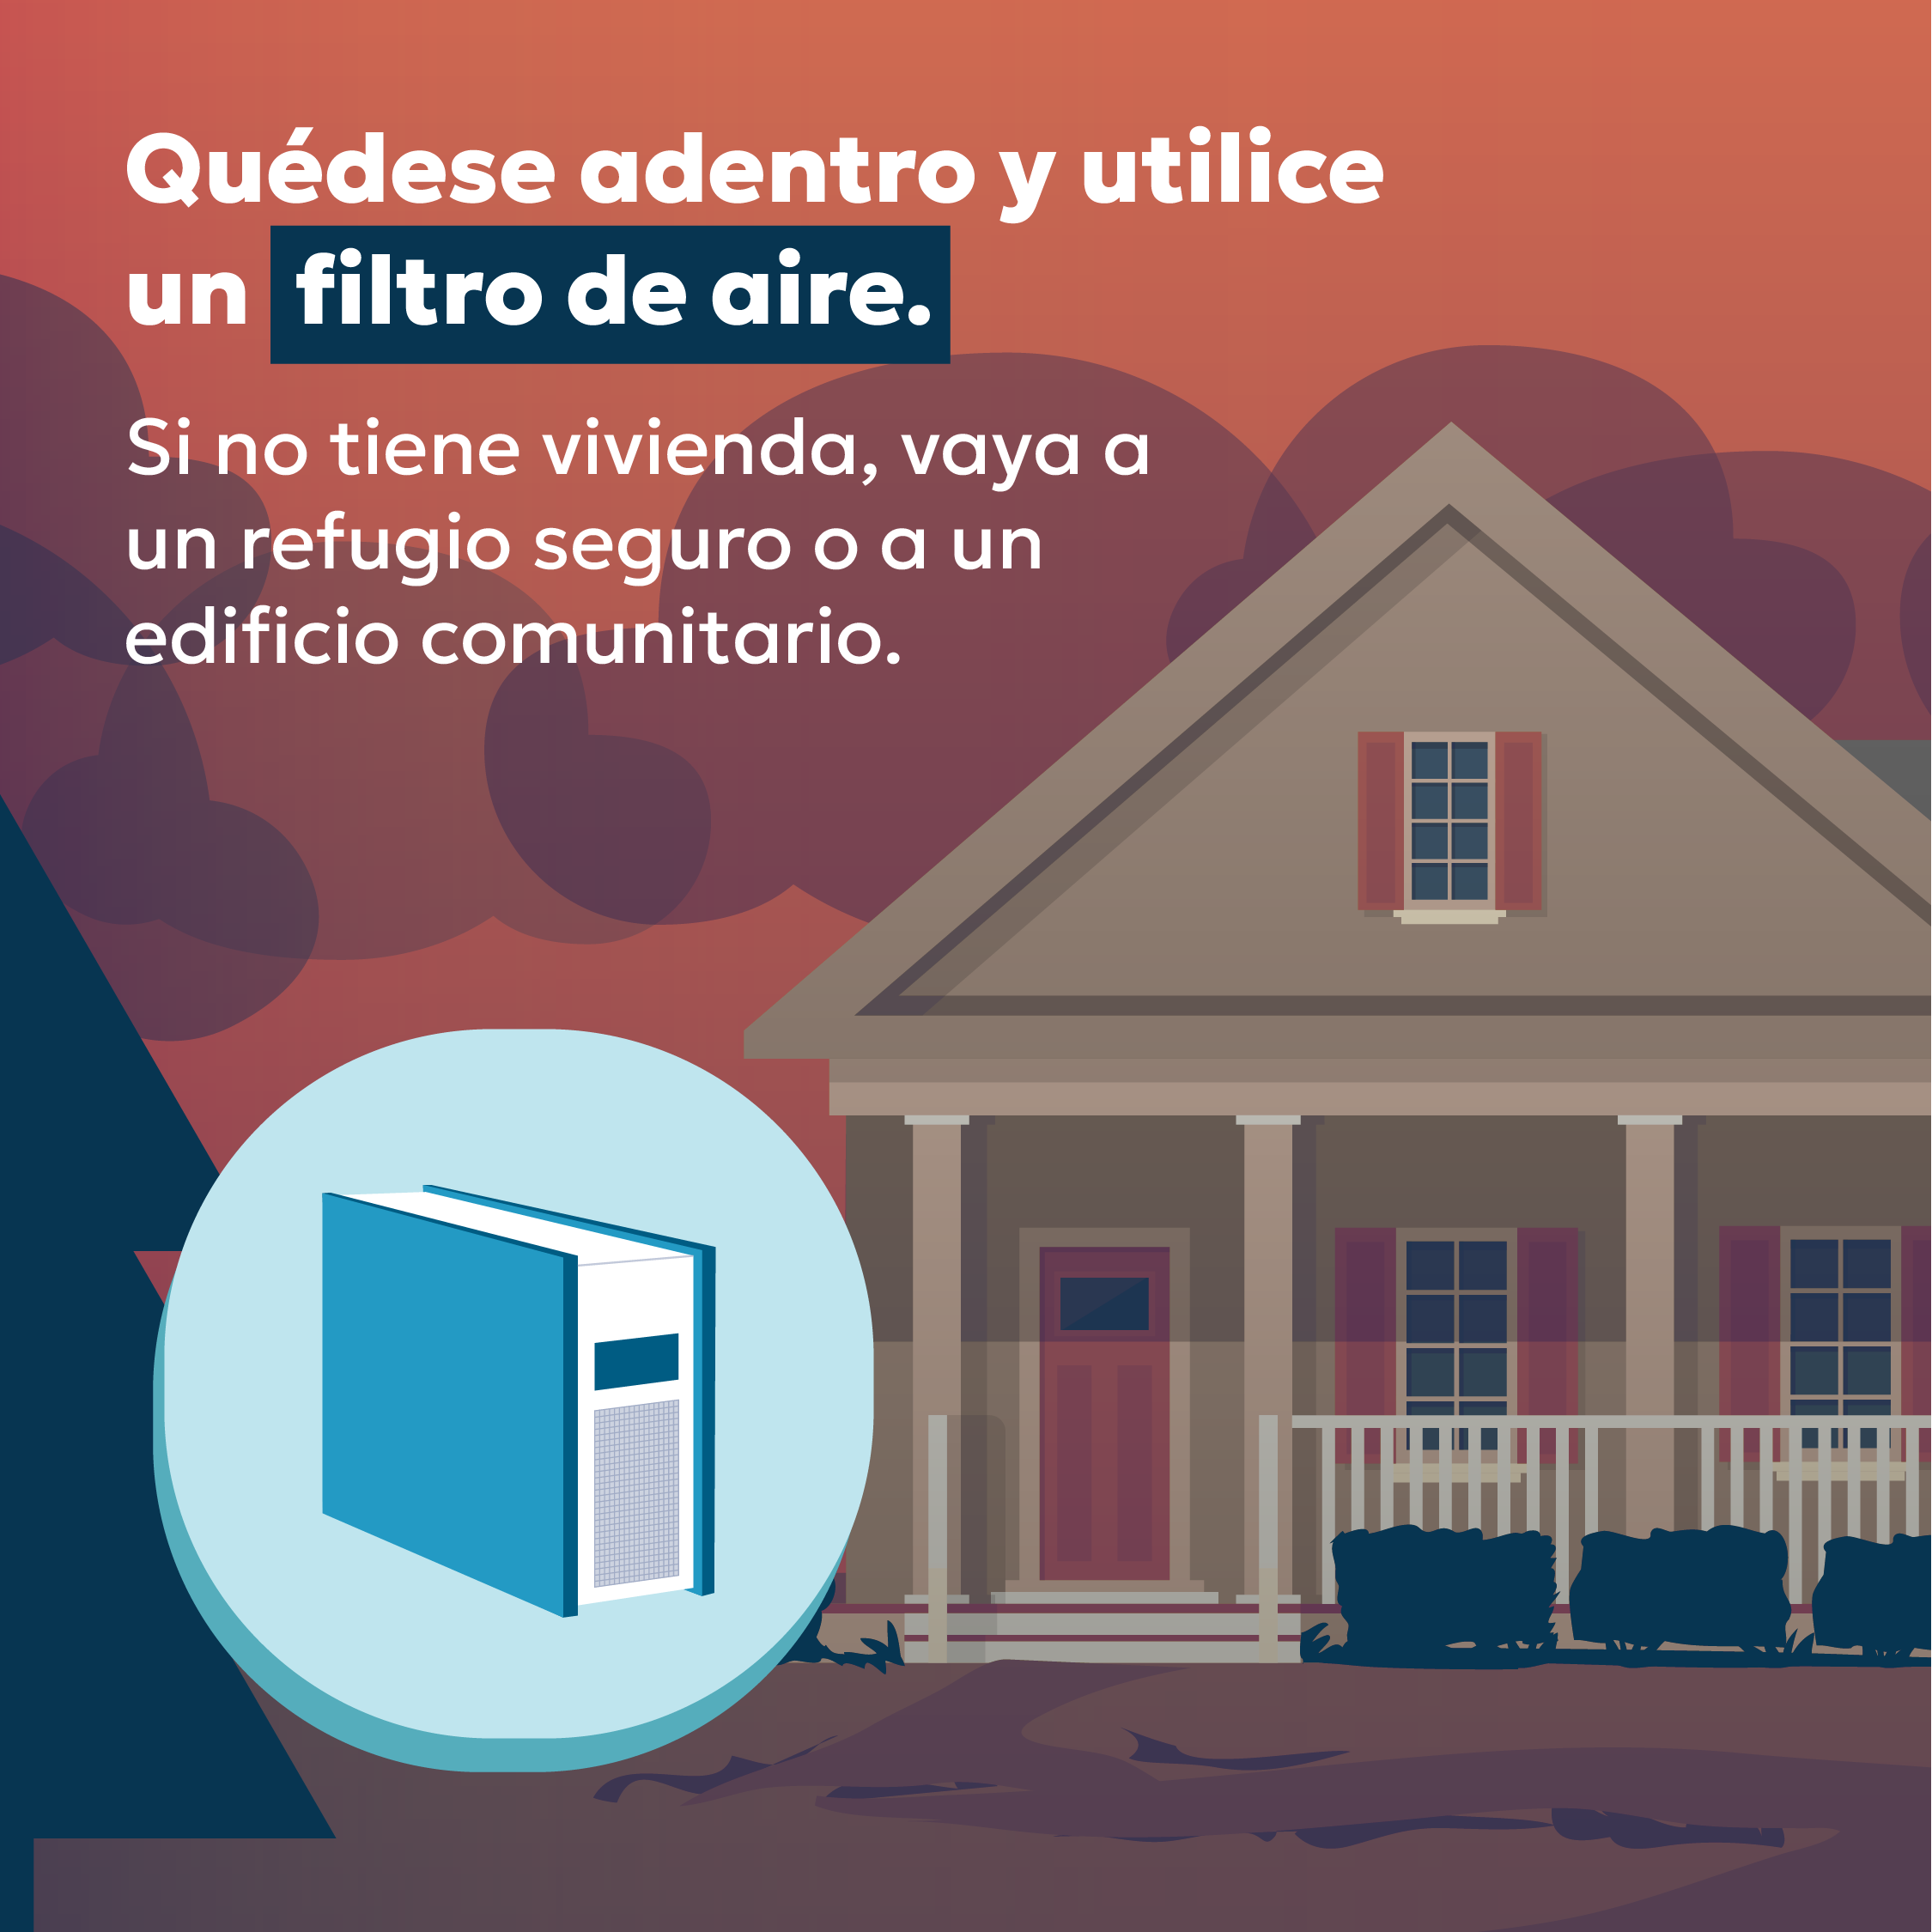 Quédese adentro y utilice
un filtro de aire.
Si no tiene vivienda, vaya a
un refugio seguro o a un
edificio comunitario.